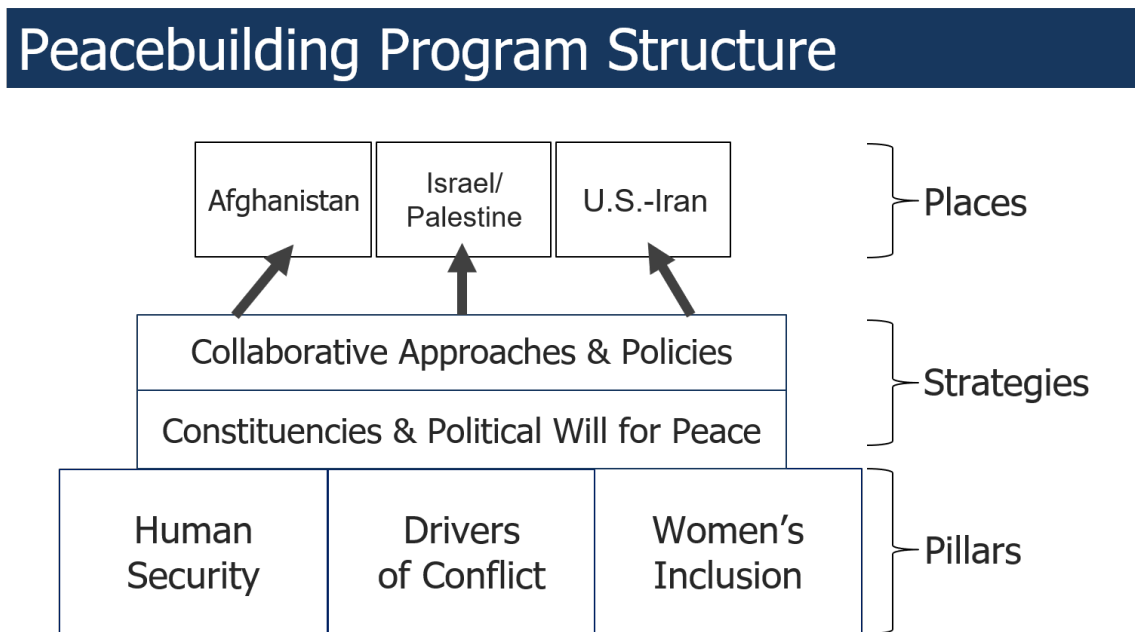 Peacebuilding Program Structure
Afghanistan
Israel/
Palestine
U.S.-Iran
Places
Collaborative Approaches & Policies
Constituencies & Political Will for Peace
Strategies
Human
Security
Drivers
of Conflict
Women’s
Inclusion
Pillars